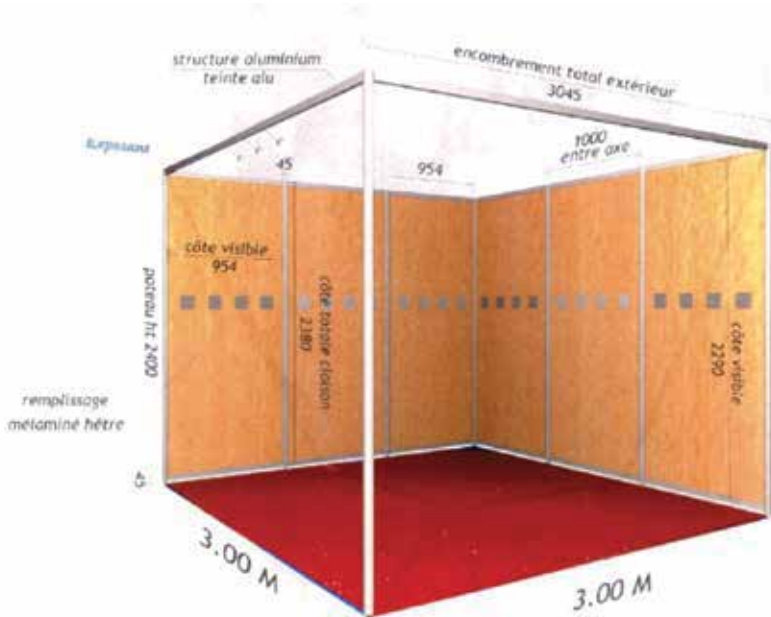 encombrement total extérieur
3045
structure aluminium
teinte alu
Exposant
1000
entre axe
45
954
côte visible
954
poteau ht 2400
côte totale cloison
2380
côte visible
2290
remplissage
mélaminé hêtre
45
3.00 M
3.00 M